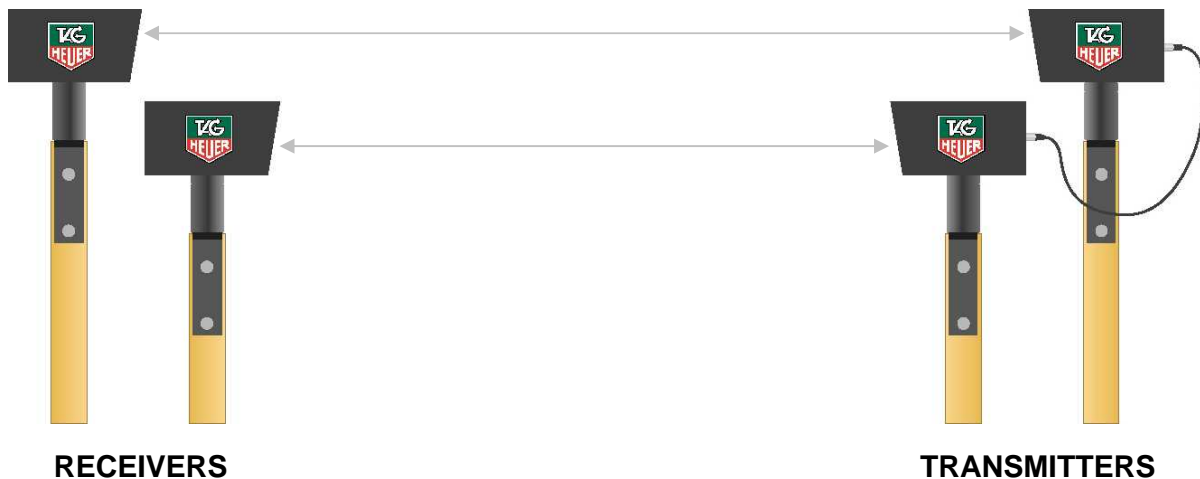 TAG
HEUER
TAG
HEUER
TAG
HEUER
TAG
HEUER
RECEIVERS
TRANSMITTERS